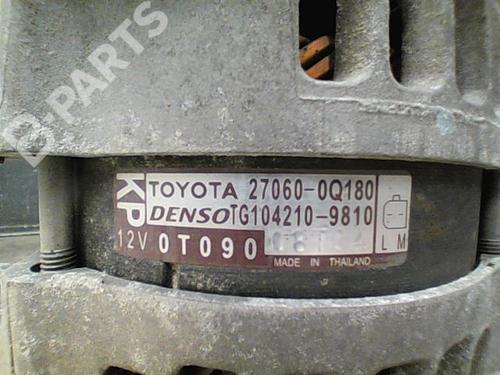 B-PARTS
KP
TOYOTA 27060-0Q180
DENSO TG104210-9810
12V 0T090
L M
MADE IN THAILAND